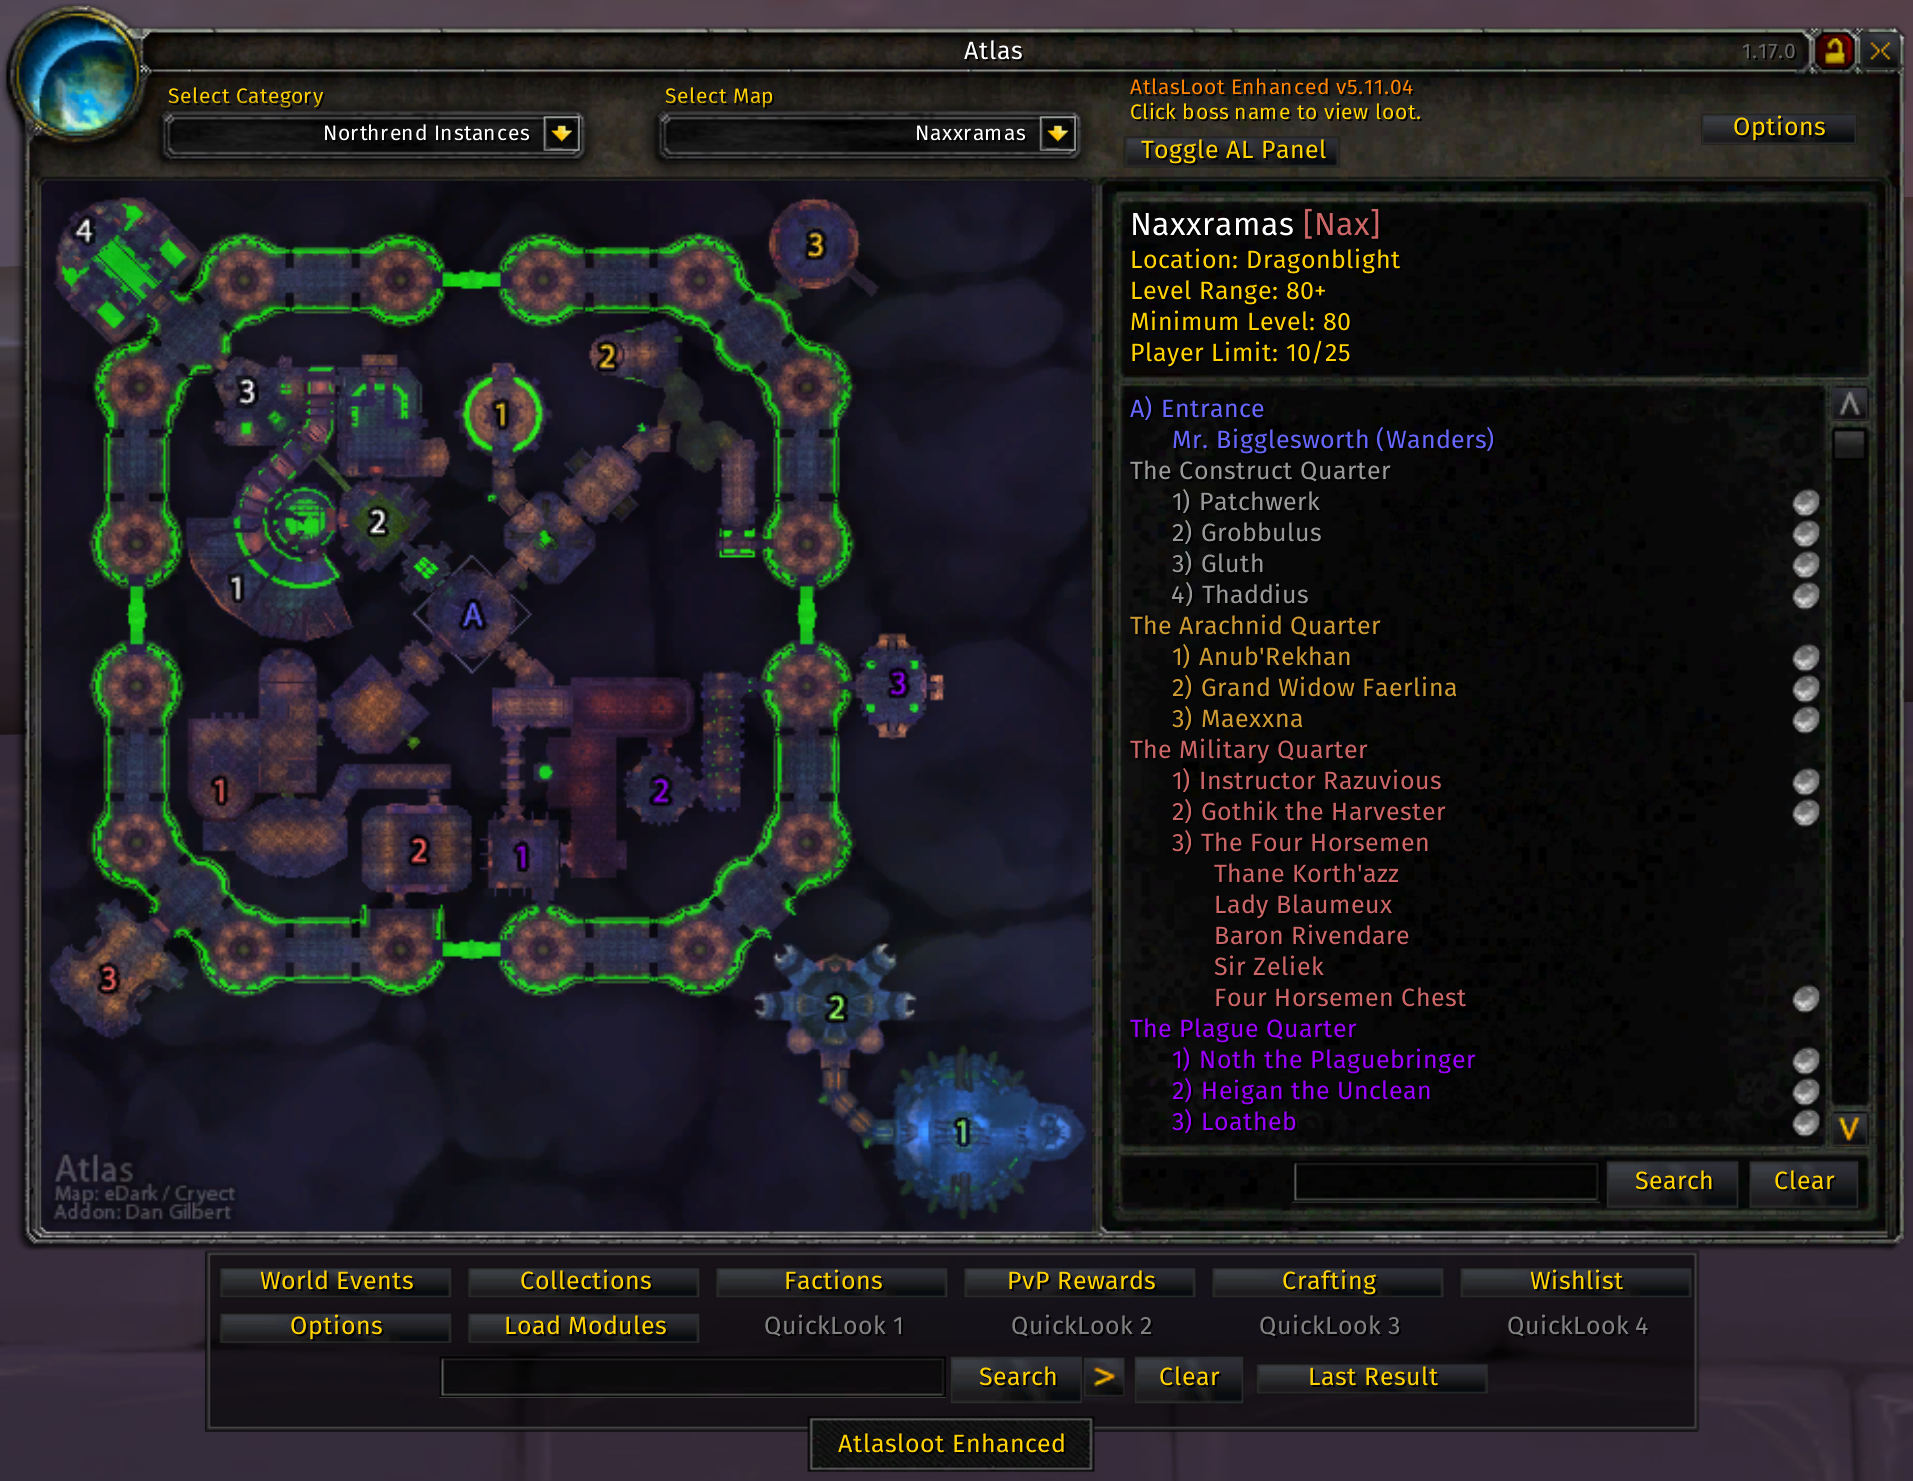 Atlas
1.17.0
Select Category
Northrend Instances
Select Map
Naxxramas
AtlasLoot Enhanced v5.11.04
Click boss name to view loot.
Toggle AL Panel
Options
4
3
2
3
1
2
1
A
3
1
2
2
1
3
2
1
Atlas
Map: eDark / Cryect
Addon: Dan Gilbert
Naxxramas [Nax]
Location: Dragonblight
Level Range: 80+
Minimum Level: 80
Player Limit: 10/25
A) Entrance
Mr. Bigglesworth (Wanders)
The Construct Quarter
1) Patchwerk
2) Grobbulus
3) Gluth
4) Thaddius
The Arachnid Quarter
1) Anub'Rekhan
2) Grand Widow Faerlina
3) Maexxna
The Military Quarter
1) Instructor Razuvious
2) Gothik the Harvester
3) The Four Horsemen
Thane Korth'azz
Lady Blaumeux
Baron Rivendare
Sir Zeliek
Four Horsemen Chest
The Plague Quarter
1) Noth the Plaguebringer
2) Heigan the Unclean
3) Loatheb
Search
Clear
World Events
Collections
Factions
PvP Rewards
Crafting
Wishlist
Options
Load Modules
QuickLook 1
QuickLook 2
QuickLook 3
QuickLook 4
Search
>
Clear
Last Result
Atlasloot Enhanced